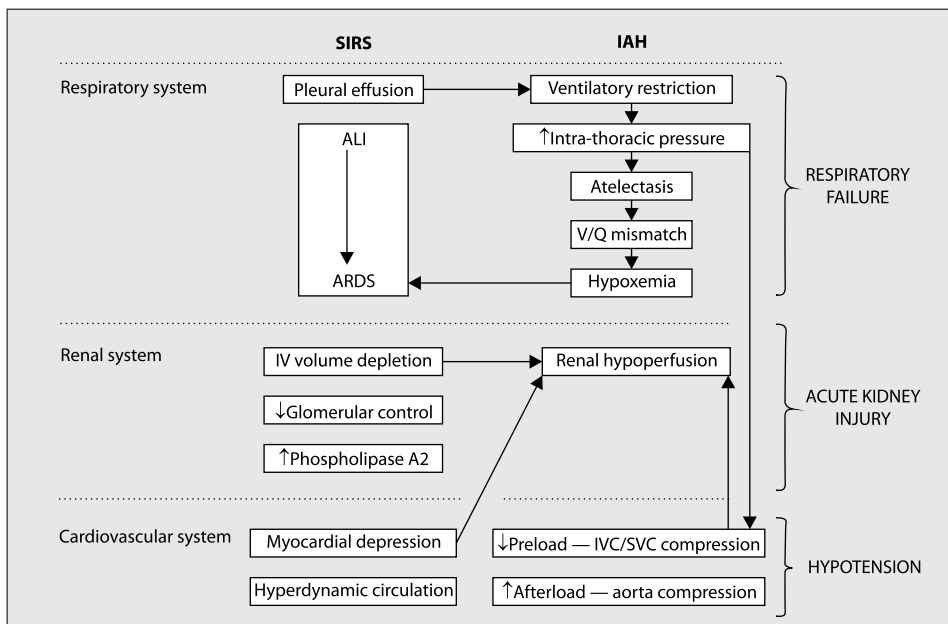 SIRS IAH
Respiratory system
Pleural effusion
Ventilatory restriction
ALI
↑Intra-thoracic pressure
Atelectasis
RESPIRATORY
FAILURE
V/Q mismatch
ARDS
Hypoxemia
Renal system
IV volume depletion
Renal hypoperfusion
↓Glomerular control
ACUTE KIDNEY
INJURY
↑Phospholipase A2
Cardiovascular system
Myocardial depression
↓Preload — IVC/SVC compression
HYPOTENSION
Hyperdynamic circulation
↑Afterload — aorta compression